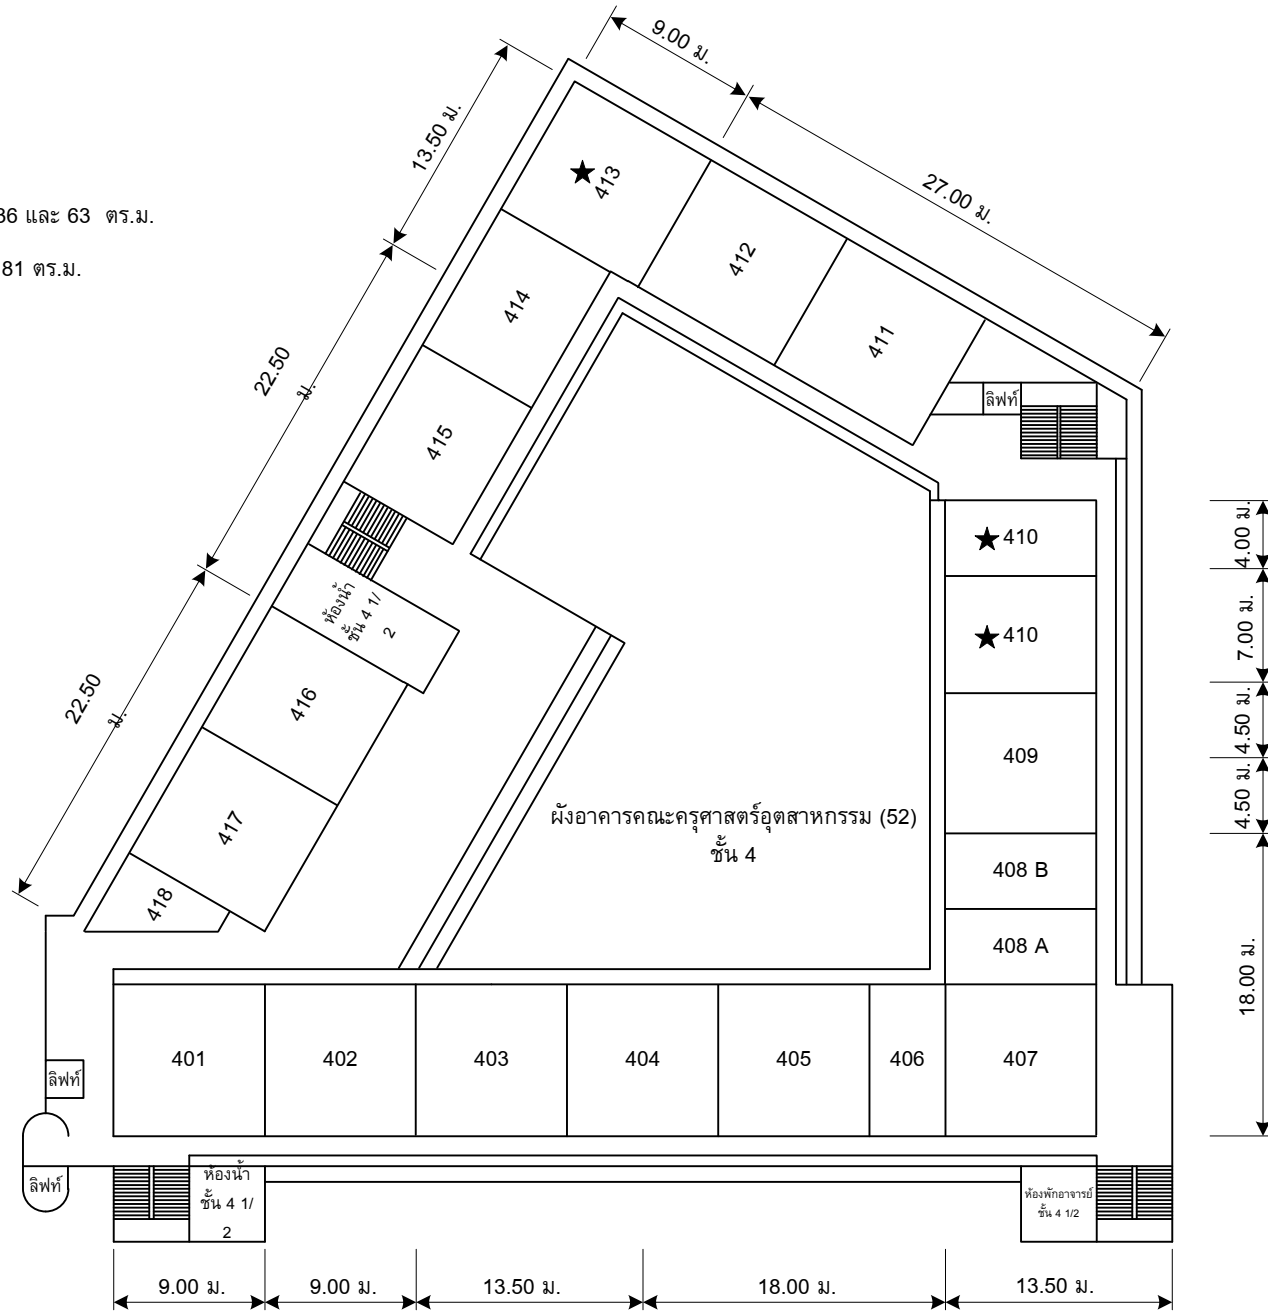 9.00 ม.
13.50 ม.
27.00 ม.
36 และ 63 ตร.ม.
81 ตร.ม.
413
412
411
414
415
22.50
ม.
ลิฟท์
410
4.00 ม.
410
7.00 ม.
ห้องน้ำ
ชั้น 4 1/
2
416
22.50
ม.
409
4.50 ม.
4.50 ม.
417
418
ผังอาคารคณะครุศาสตร์อุตสาหกรรม (52)
ชั้น 4
408 B
408 A
18.00 ม.
401
402
403
404
405
406
407
ลิฟท์
ลิฟท์
ห้องน้ำ
ชั้น 4 1/
2
ห้องพักอาจารย์
ชั้น 4 1/2
9.00 ม.
9.00 ม.
13.50 ม.
18.00 ม.
13.50 ม.